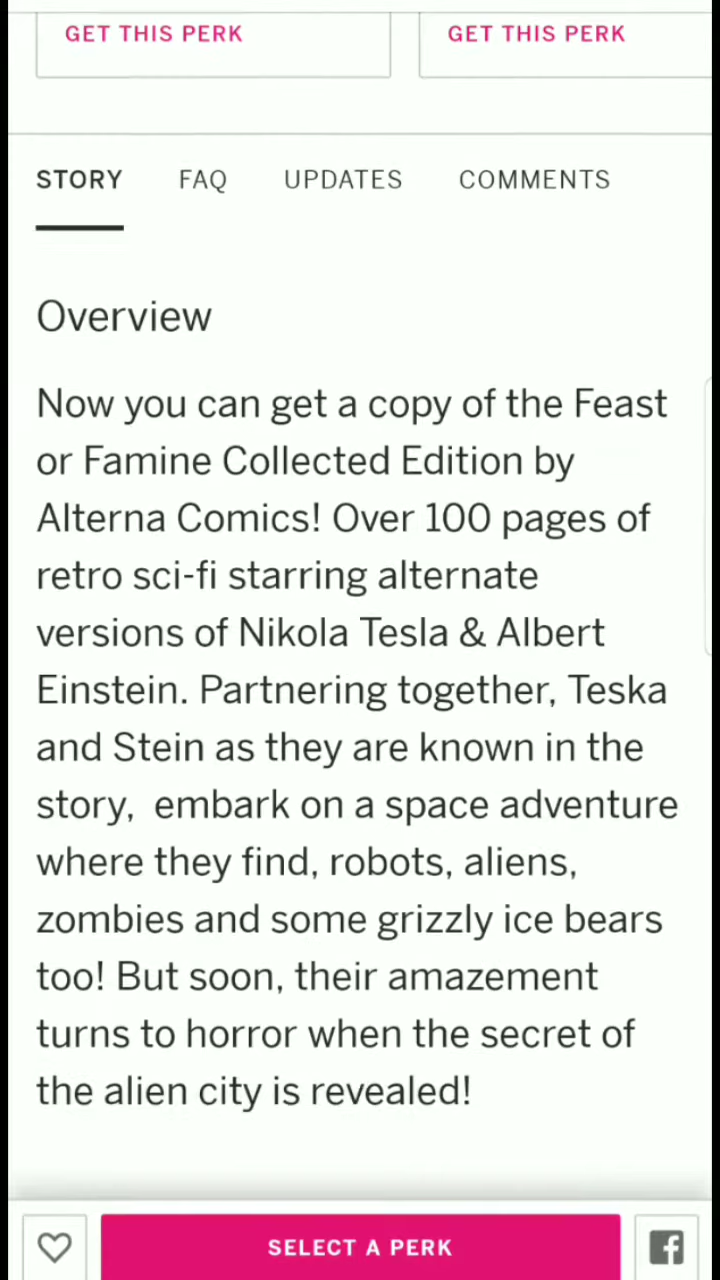 GET THIS PERK GET THIS PERK
STORY FAQ UPDATES COMMENTS
Overview
Now you can get a copy of the Feast
or Famine Collected Edition by
Alterna Comics! Over 100 pages of
retro sci-fi starring alternate
versions of Nikola Tesla & Albert
Einstein. Partnering together, Teska
and Stein as they are known in the
story,  embark on a space adventure
where they find, robots, aliens,
zombies and some grizzly ice bears
too! But soon, their amazement
turns to horror when the secret of
the alien city is revealed!
SELECT A PERK